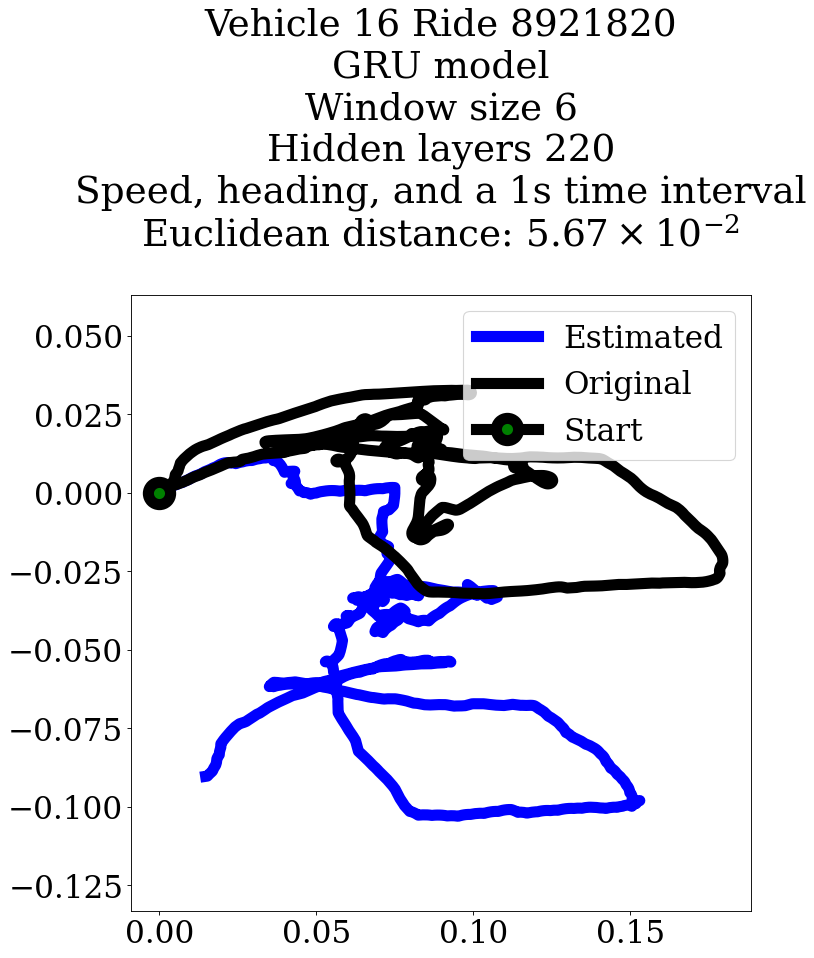 Vehicle 16 Ride 8921820
GRU model
Window size 6
Hidden layers 220
Speed, heading, and a 1s time interval
Euclidean distance: 5.67 × 10⁻²
Estimated
Original
Start
0.050
0.025
0.000
−0.025
−0.050
−0.075
−0.100
−0.125
0.00 0.05 0.10 0.15